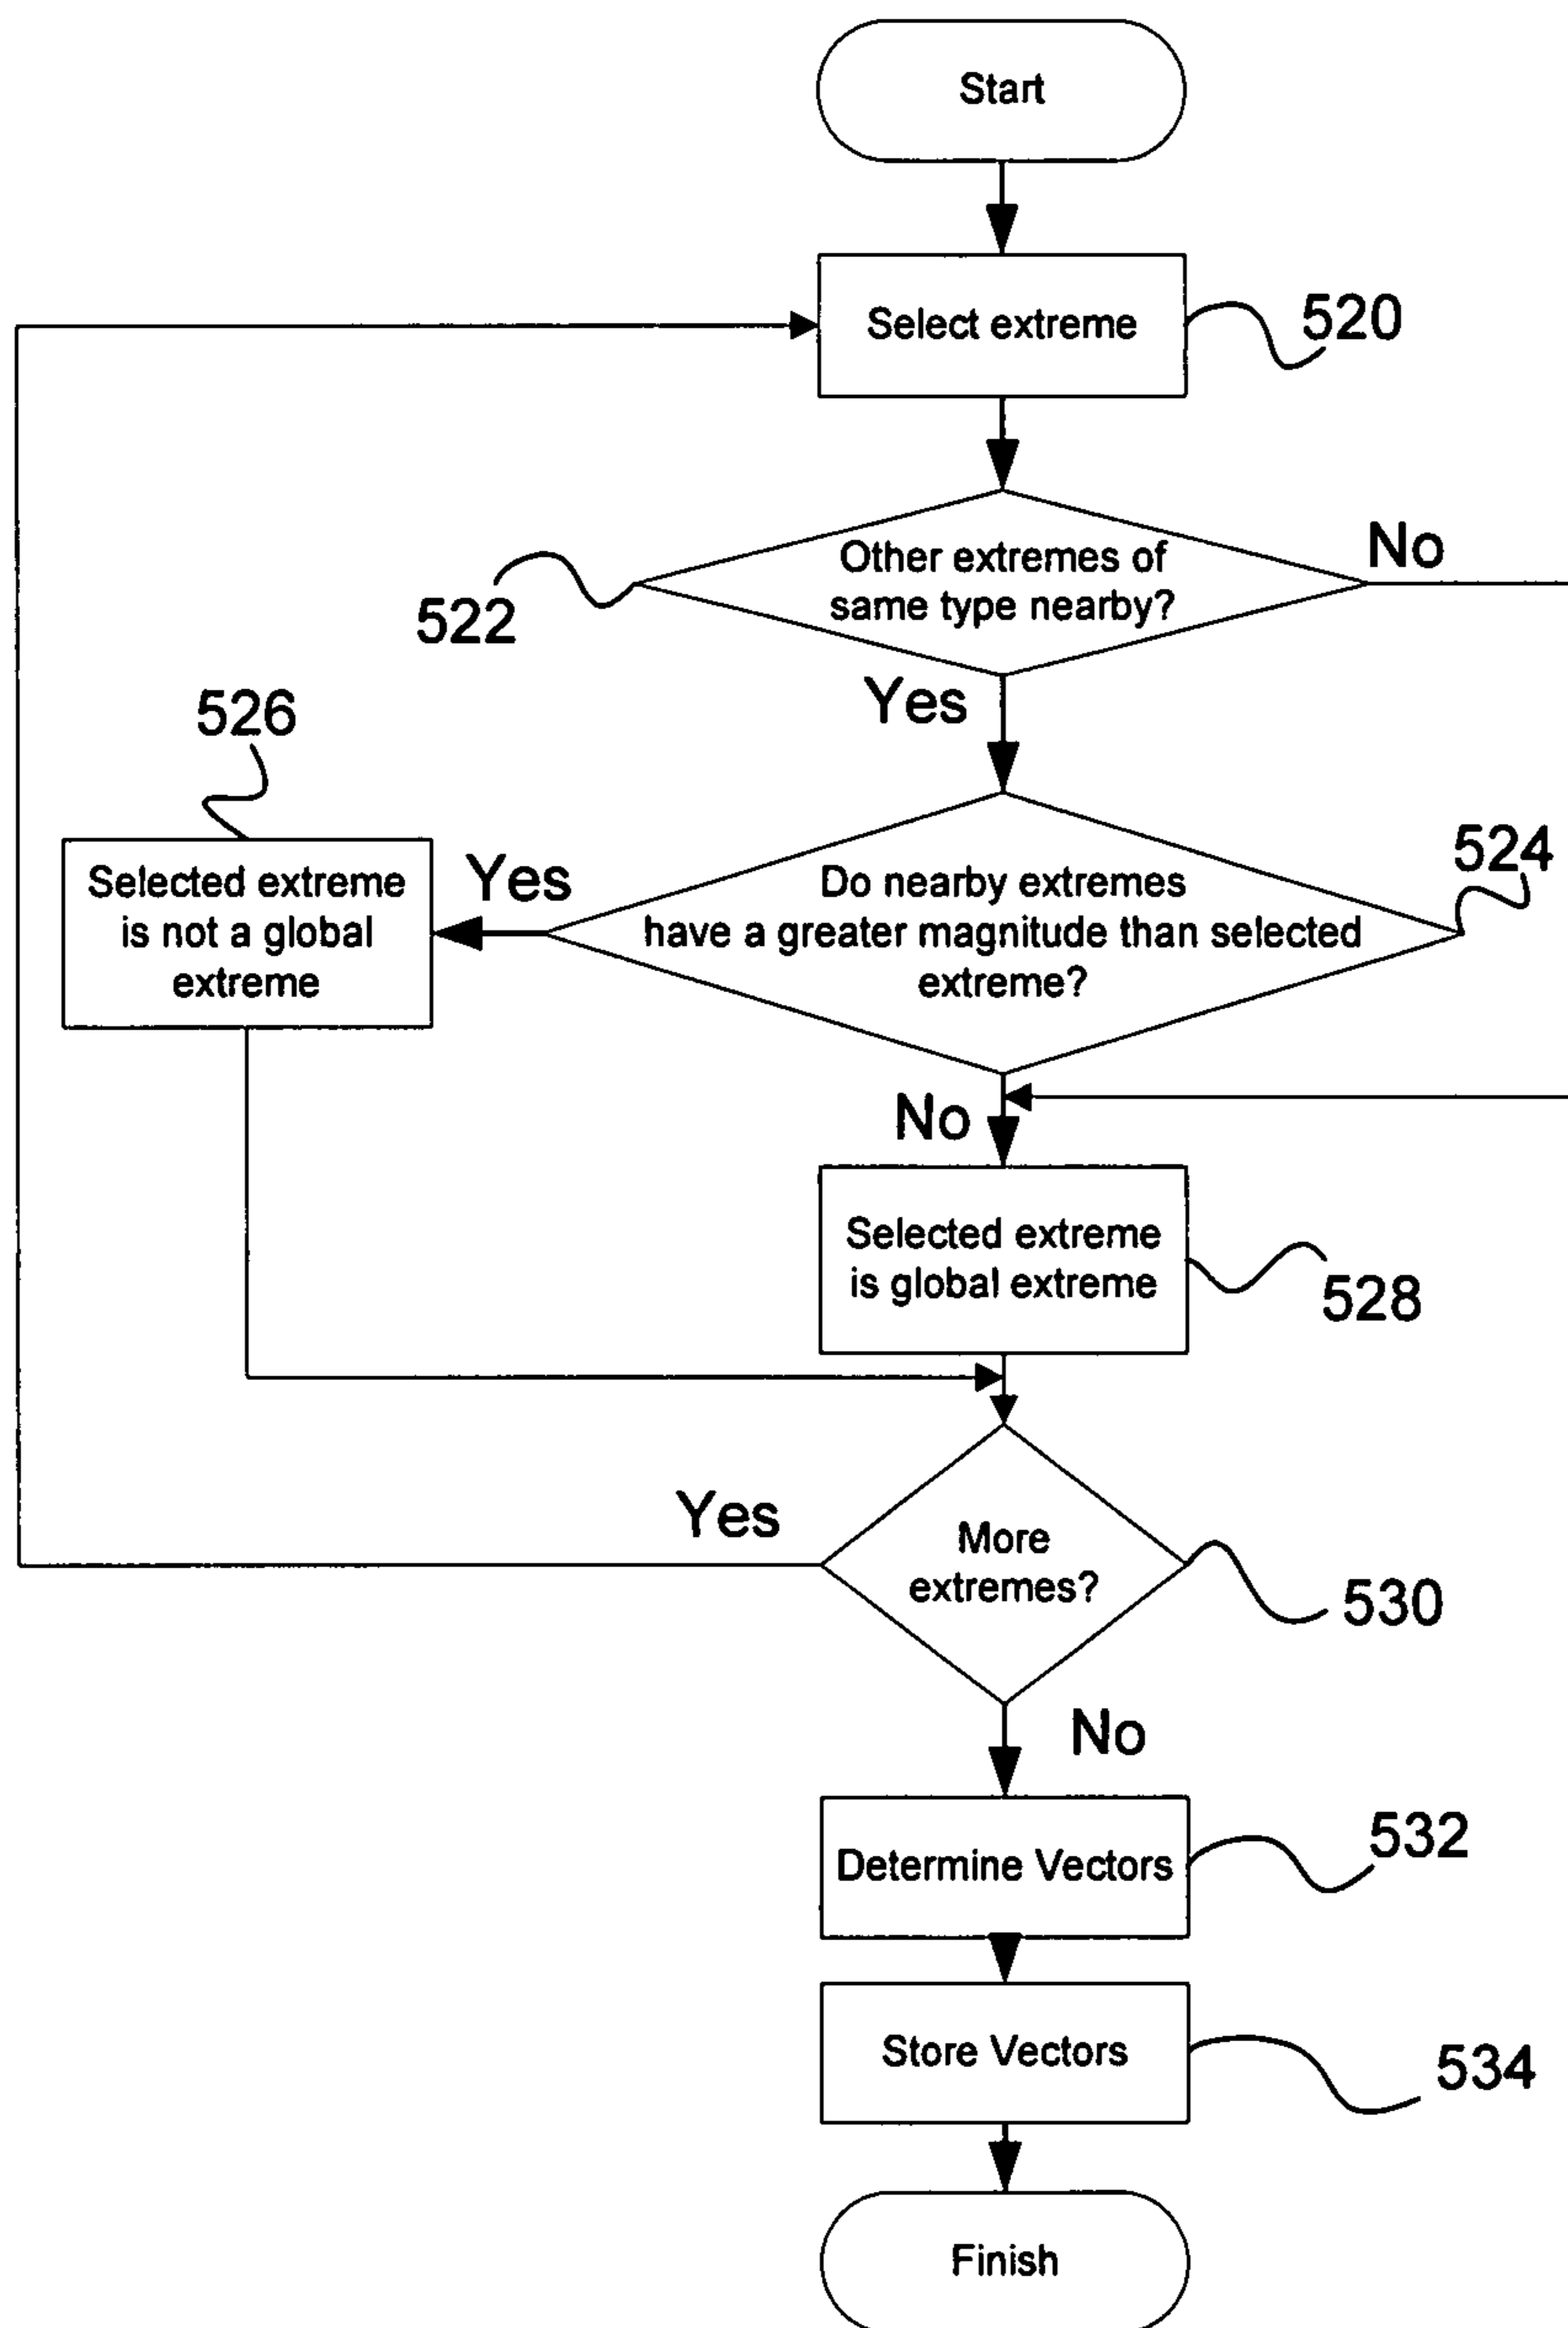 Start
Select extreme
520
Other extremes of
same type nearby?
No
522
Yes
526
Selected extreme
is not a global
extreme
Yes
Do nearby extremes
have a greater magnitude than selected
extreme?
524
No
Selected extreme
is global extreme
528
Yes
More
extremes?
530
No
Determine Vectors
532
Store Vectors
534
Finish